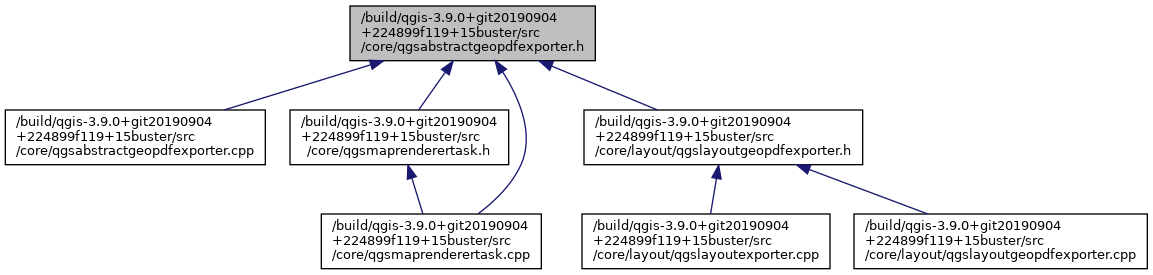 /build/qgis-3.9.0+git20190904
+224899f119+15buster/src
/core/qgsabstractgeopdfexporter.h
/build/qgis-3.9.0+git20190904
+224899f119+15buster/src
/core/qgsabstractgeopdfexporter.cpp
/build/qgis-3.9.0+git20190904
+224899f119+15buster/src
/core/qgsmaprenderertask.h
/build/qgis-3.9.0+git20190904
+224899f119+15buster/src
/core/layout/qgslayoutgeopdfexporter.h
/build/qgis-3.9.0+git20190904
+224899f119+15buster/src
/core/qgsmaprenderertask.cpp
/build/qgis-3.9.0+git20190904
+224899f119+15buster/src
/core/layout/qgslayoutexporter.cpp
/build/qgis-3.9.0+git20190904
+224899f119+15buster/src
/core/layout/qgslayoutgeopdfexporter.cpp